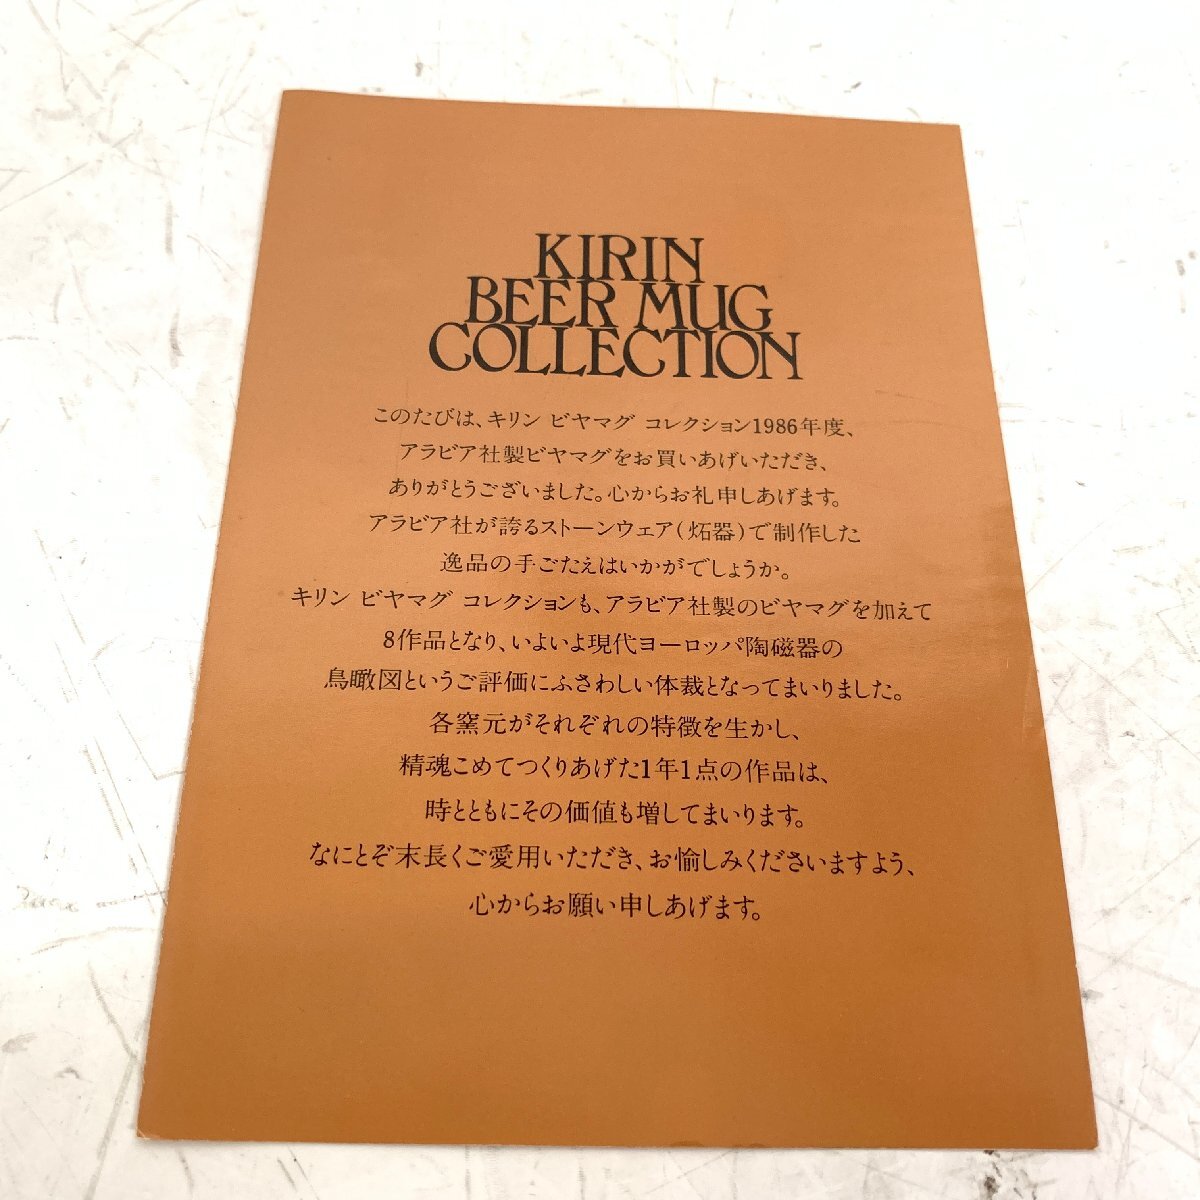 KIRIN
BEER MUG
COLLECTION
このたびは、キリン ビヤマグ コレクション1986年度、
アラビア社製ビヤマグをお買いあげいただき、
ありがとうございました。心からお礼申しあげます。
アラビア社が誇るストーンウェア(炻器)で制作した
逸品の手ごたえはいかがでしょうか。
キリン ビヤマグ コレクションも、アラビア社製のビヤマグを加えて
8作品となり、いよいよ現代ヨーロッパ陶磁器の
鳥瞰図というご評価にふさわしい体裁となってまいりました。
各窯元がそれぞれの特徴を生かし、
精魂こめてつくりあげた1年1点の作品は、
時とともにその価値も増してまいります。
なにとぞ末長くご愛用いただき、お愉しみくださいますよう、
心からお願い申しあげます。